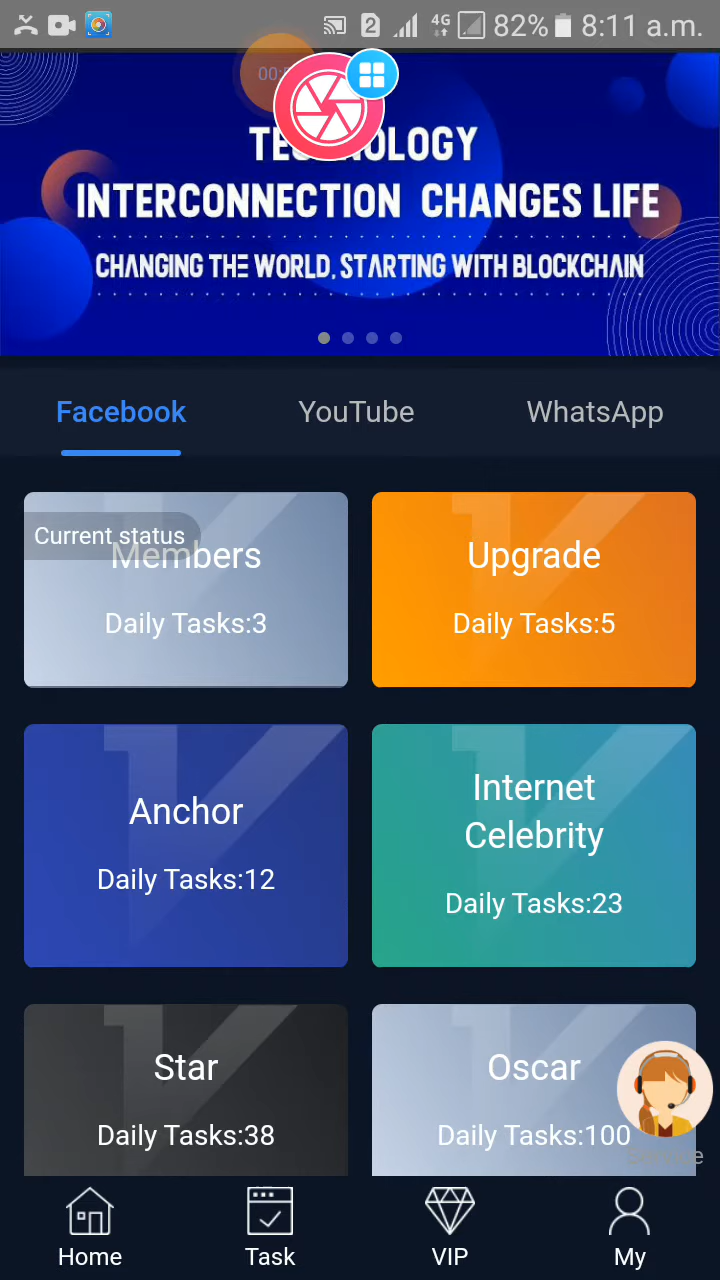 4G 82% 8:11 a.m.
INTERCONNECTION CHANGES LIFE
CHANGING THE WORLD, STARTING WITH BLOCKCHAIN
Facebook YouTube WhatsApp
Current status
Members
Daily Tasks:3
Upgrade
Daily Tasks:5
Anchor
Daily Tasks:12
Internet
Celebrity
Daily Tasks:23
Star
Daily Tasks:38
Oscar
Daily Tasks:100
Home Task VIP My